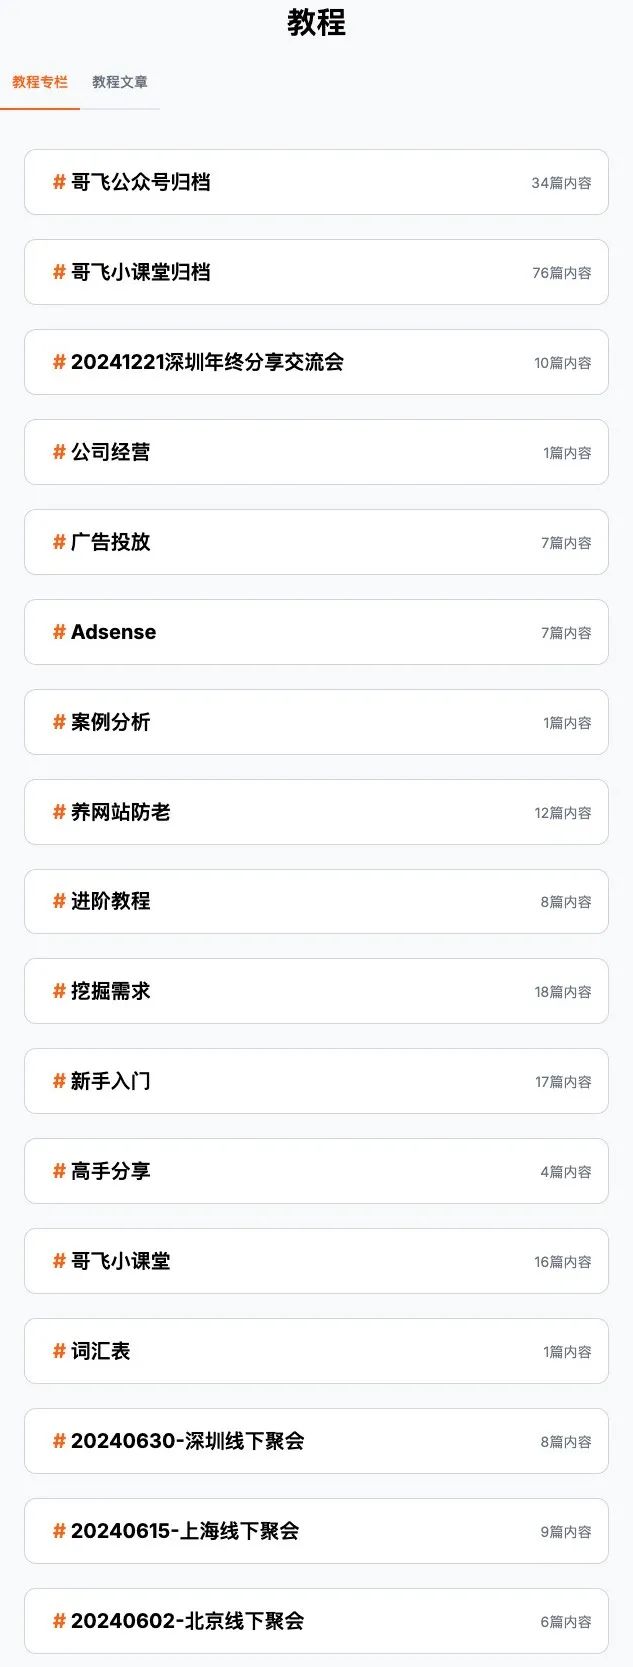 教程
教程专栏 教程文章
# 哥飞公众号归档 34篇内容
# 哥飞小课堂归档 76篇内容
# 20241221深圳年终分享交流会 10篇内容
# 公司经营 1篇内容
# 广告投放 7篇内容
# Adsense 7篇内容
# 案例分析 1篇内容
# 养网站防老 12篇内容
# 进阶教程 8篇内容
# 挖掘需求 18篇内容
# 新手入门 17篇内容
# 高手分享 4篇内容
# 哥飞小课堂 16篇内容
# 词汇表 1篇内容
# 20240630-深圳线下聚会 8篇内容
# 20240615-上海线下聚会 9篇内容
# 20240602-北京线下聚会 6篇内容